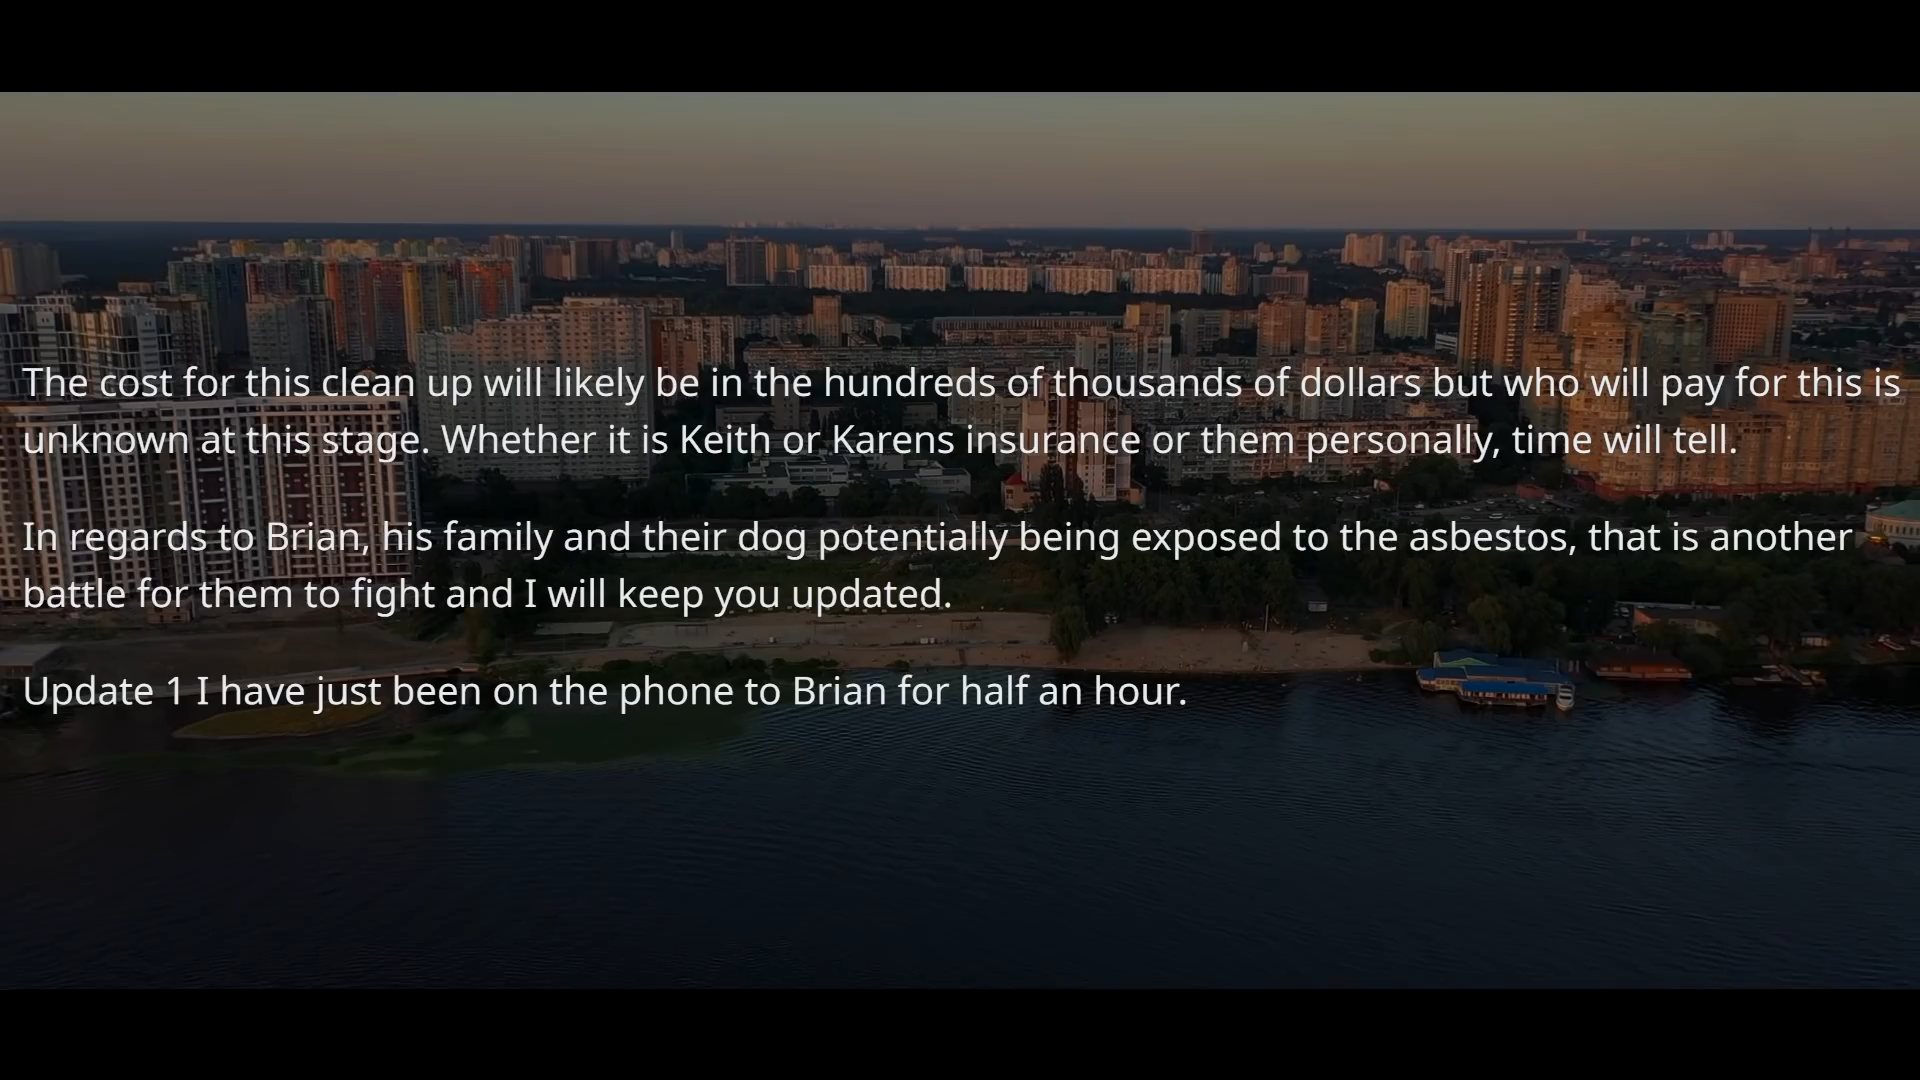 The cost for this clean up will likely be in the hundreds of thousands of dollars but who will pay for this is
unknown at this stage. Whether it is Keith or Karens insurance or them personally, time will tell.
In regards to Brian, his family and their dog potentially being exposed to the asbestos, that is another
battle for them to fight and I will keep you updated.
Update 1 I have just been on the phone to Brian for half an hour.